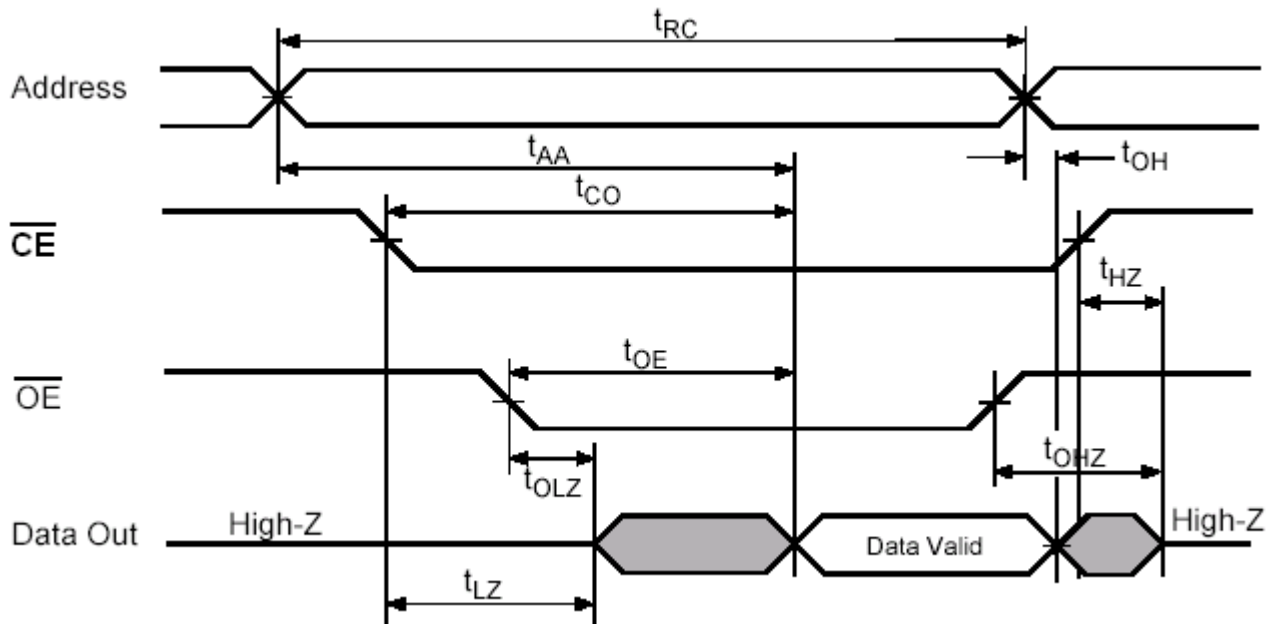 tRC
Address
tAA
tOH
tCO
CE
tHZ
tOE
OE
tOHZ
tOLZ
Data Out
High-Z
Data Valid
High-Z
tLZ